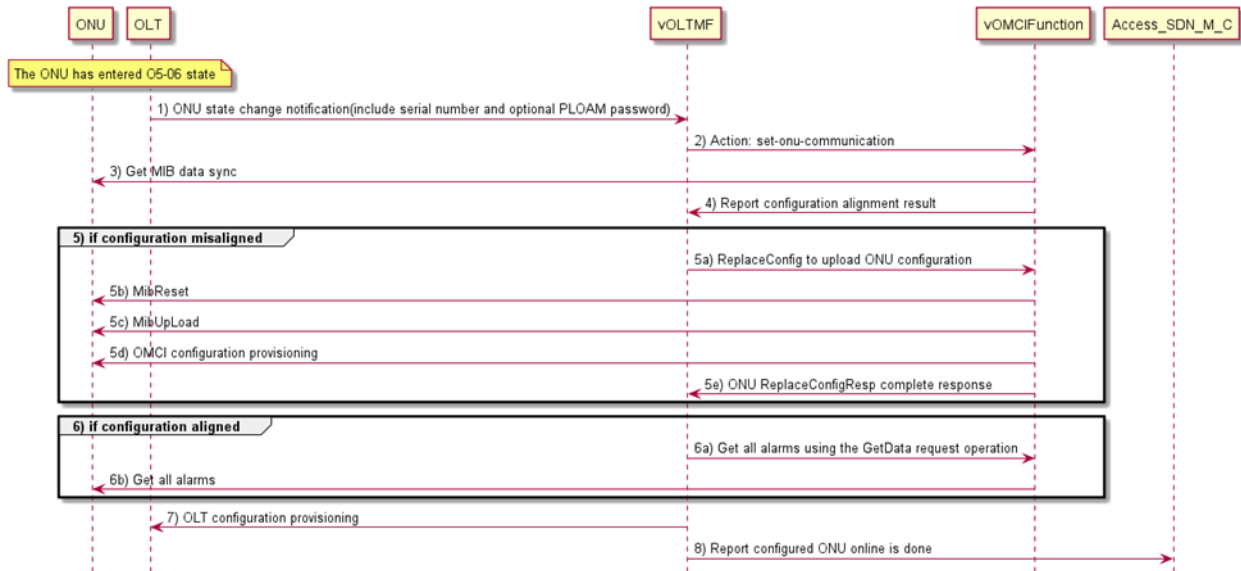 ONU OLT vOLTMF vOMCIFunction Access_SDN_M_C
The ONU has entered O5-06 state
1) ONU state change notification(include serial number and optional PLOAM password)
2) Action: set-onu-communication
3) Get MIB data sync
4) Report configuration alignment result
5) if configuration misaligned
5a) ReplaceConfig to upload ONU configuration
5b) MibReset
5c) MibUpLoad
5d) OMCI configuration provisioning
5e) ONU ReplaceConfigResp complete response
6) if configuration aligned
6a) Get all alarms using the GetData request operation
6b) Get all alarms
7) OLT configuration provisioning
8) Report configured ONU online is done